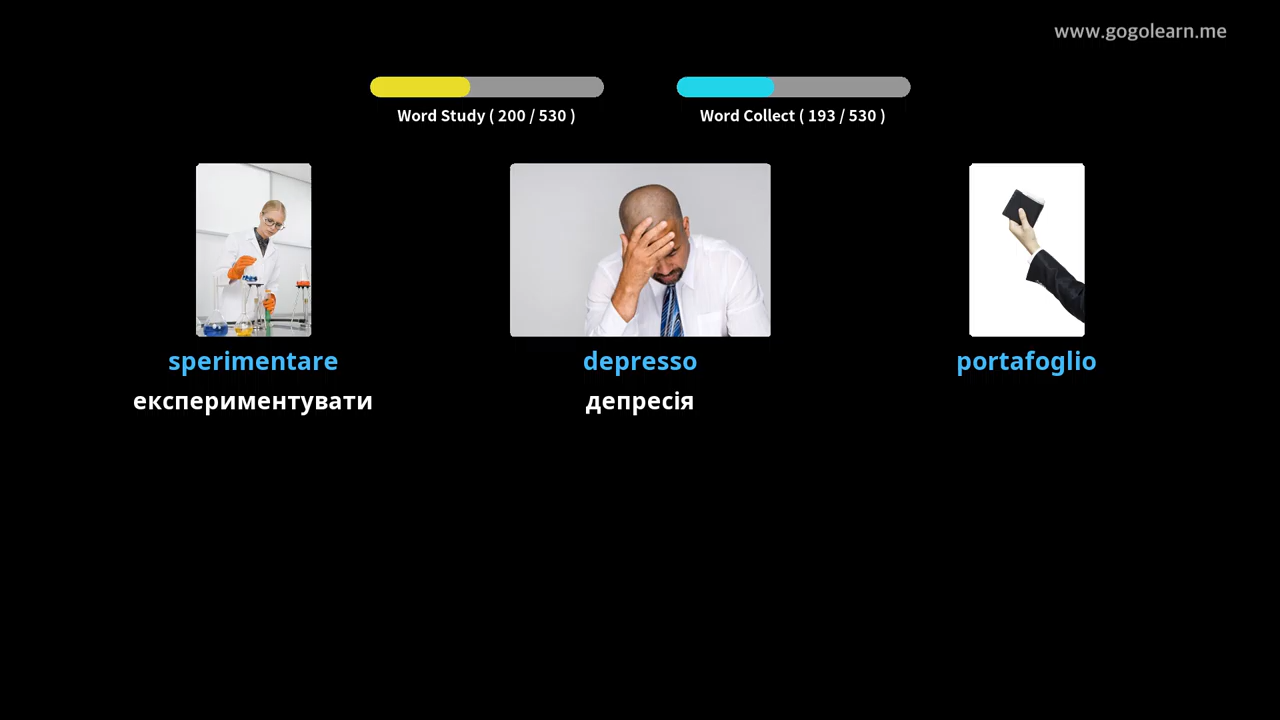 www.gogolearn.me
Word Study ( 200 / 530 )
Word Collect ( 193 / 530 )
sperimentare
depresso
portafoglio
експериментувати
депресія